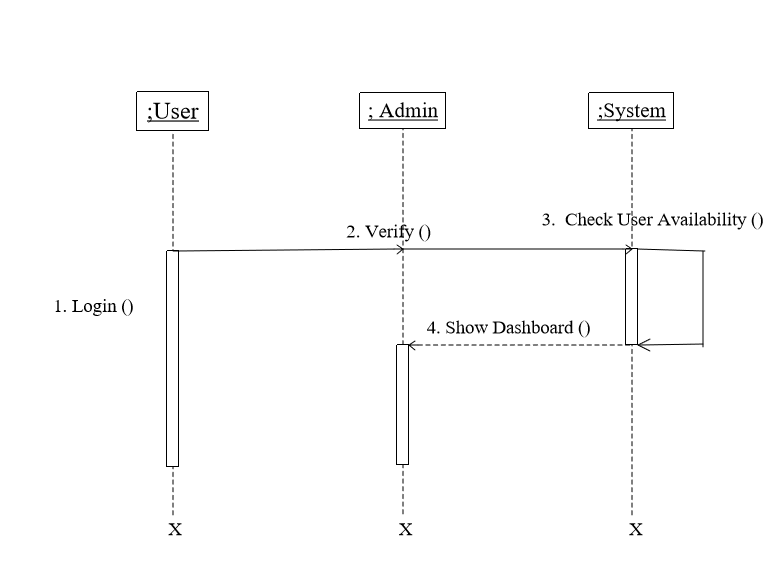 ;User
; Admin
;System
3.  Check User Availability ()
2. Verify ()
1. Login ()
4. Show Dashboard ()
X
X
X